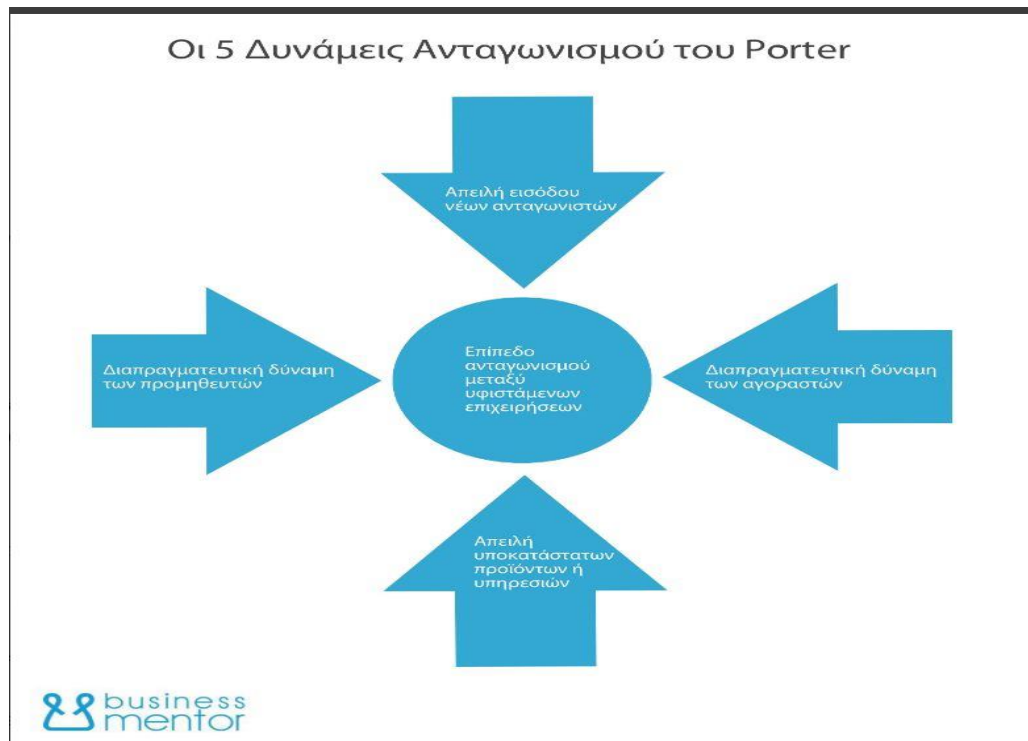 Οι 5 Δυνάμεις Ανταγωνισμού του Porter
Απειλή εισόδου
νέων ανταγωνιστών
Διαπραγματευτική δύναμη
των προμηθευτών
Επίπεδο
ανταγωνισμού
μεταξύ
υφιστάμενων
επιχειρήσεων
Διαπραγματευτική δύναμη
των αγοραστών
Απειλή
υποκατάστατων
προϊόντων ή
υπηρεσιών
business
mentor